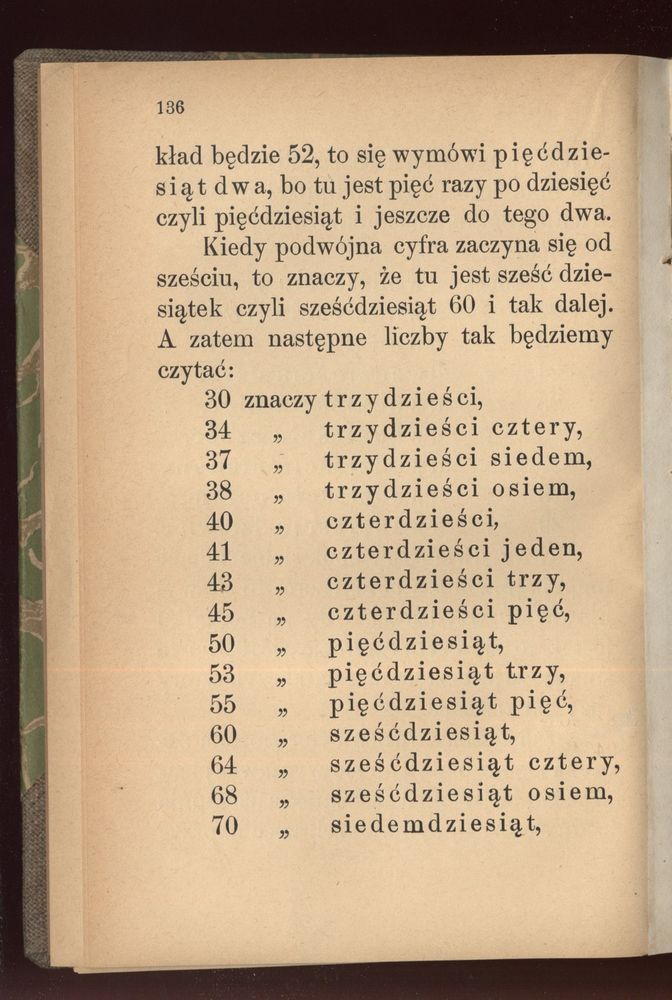 136
kład będzie 52, to się wymówi pięćdzie-
siąt dwa, bo tu jest pięć razy po dziesięć
czyli pięćdziesiąt i jeszcze do tego dwa.
Kiedy podwójna cyfra zaczyna się od
sześciu, to znaczy, że tu jest sześć dzie-
siątek czyli sześćdziesiąt 60 i tak dalej.
A zatem następne liczby tak będziemy
czytać:
30 znaczy trzydzieści,
34 „ trzydzieści cztery,
37 „ trzydzieści siedem,
38 „ trzydzieści osiem,
40 „ czterdzieści,
41 „ czterdzieści jeden,
43 „ czterdzieści trzy,
45 „ czterdzieści pięć,
50 „ pięćdziesiąt,
53 „ pięćdziesiąt trzy,
55 „ pięćdziesiąt pięć,
60 „ sześćdziesiąt,
64 „ sześćdziesiąt cztery,
68 „ sześćdziesiąt osiem,
70 „ siedemdziesiąt,